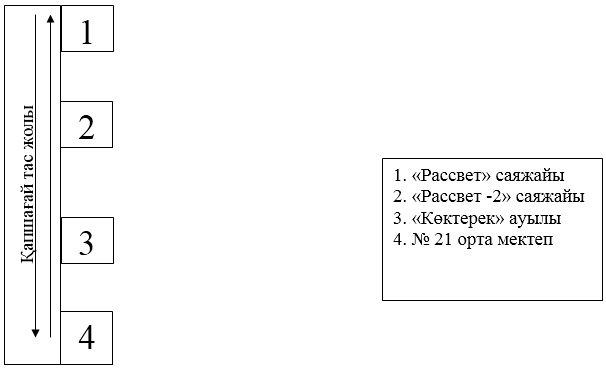 Қапшағай тас жолы
1
2
3
4
1. «Рассвет» саяжайы
2. «Рассвет -2» саяжайы
3. «Көктерек» ауылы
4. № 21 орта мектеп